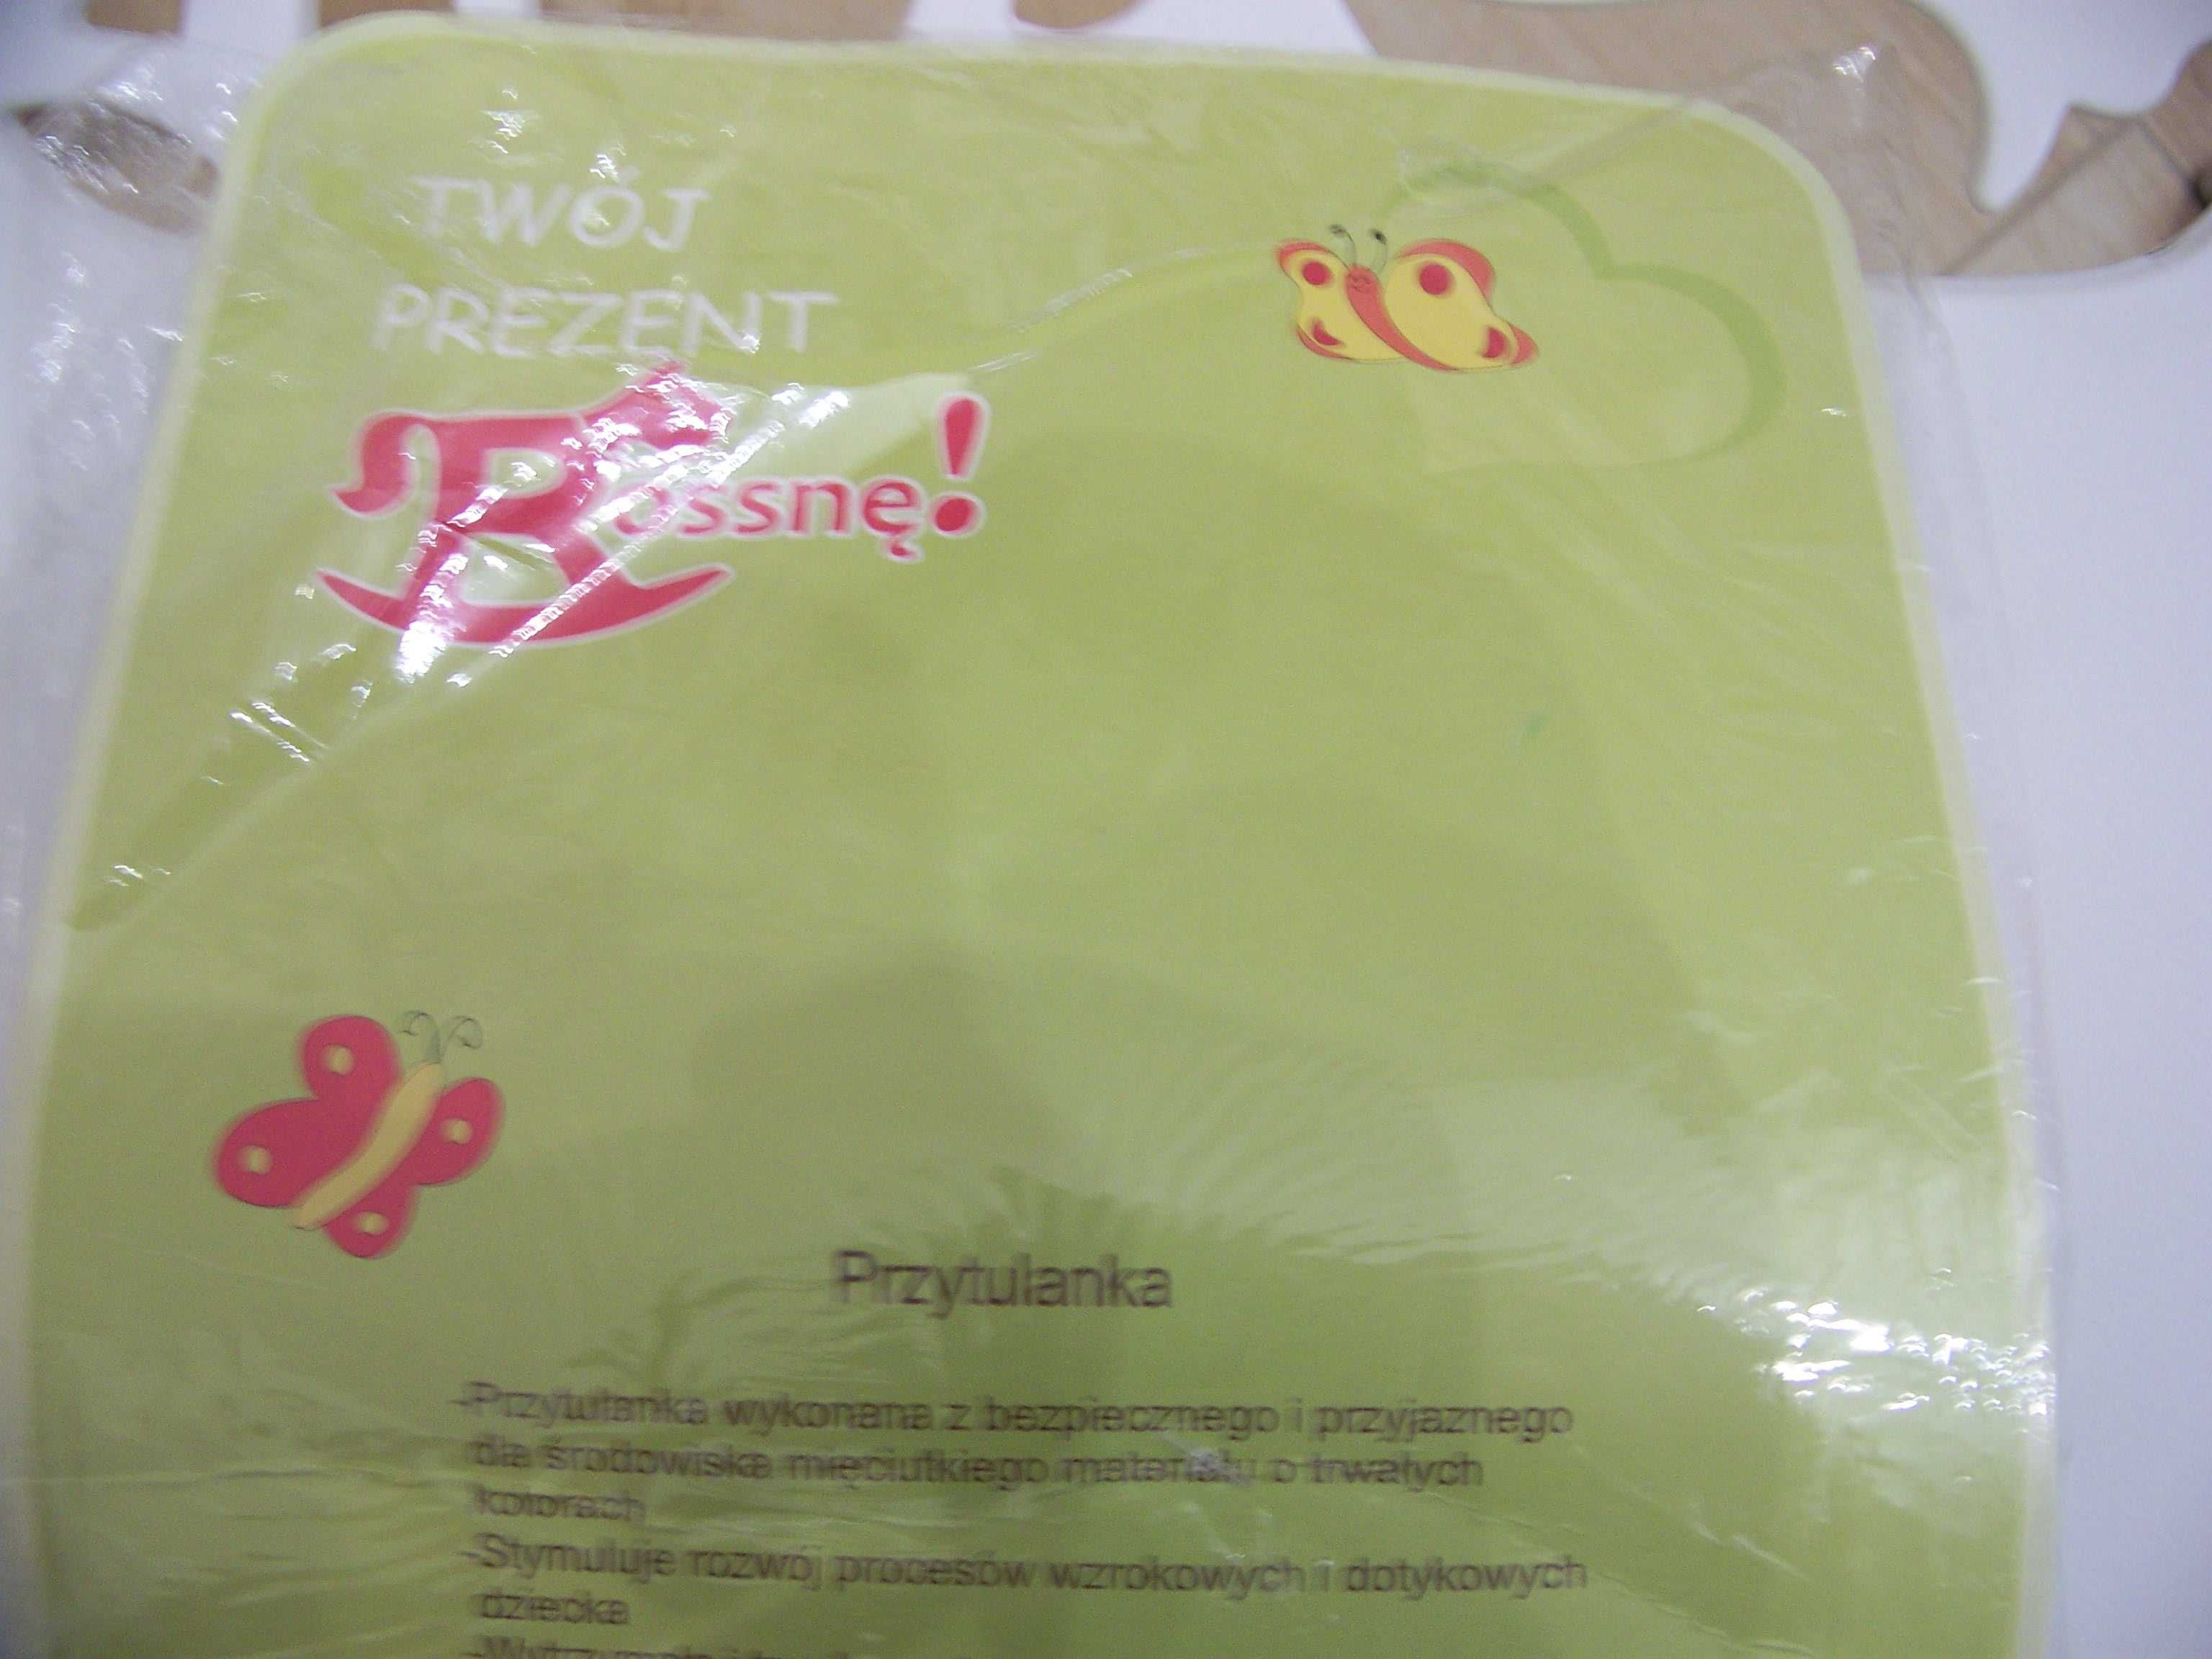 TWÓJ
PREZENT
Rossnę!
Przytulanka
-Przytulanka wykonana z bezpiecznego i przyjaznego
dla środowiska mięciutkiego materiału o trwałych
kolorach
-Stymuluje rozwój procesów wzrokowych i dotykowych
dziecka